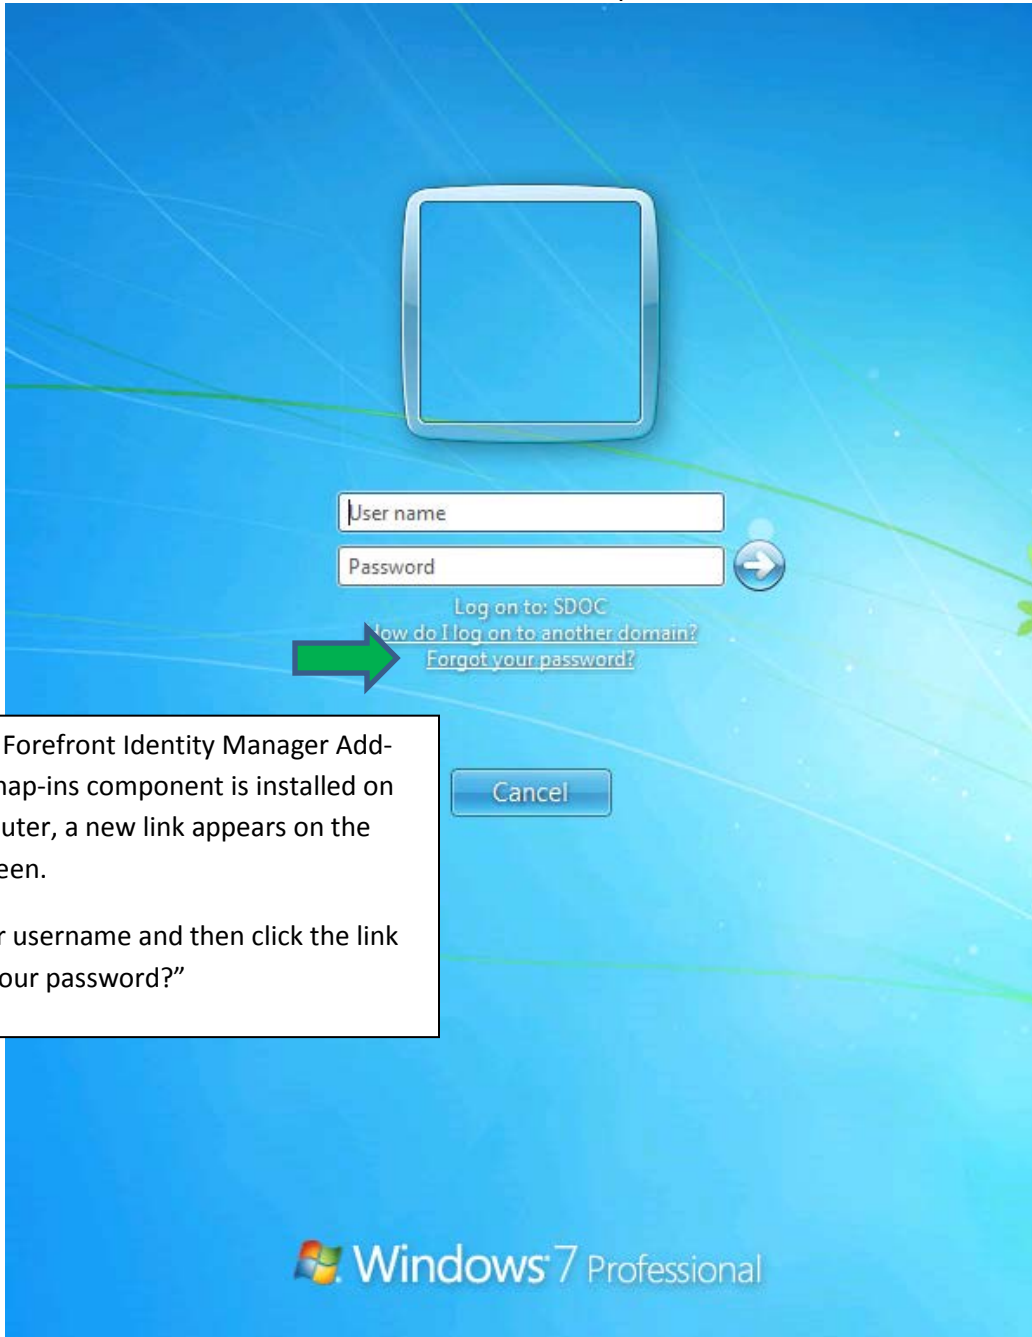 User name
Password
Log on to: SDOC
How do I log on to another domain?
Forgot your password?
Forefront Identity Manager Add-
nap-ins component is installed on
uter, a new link appears on the
een.
r username and then click the link
our password?”
Cancel
Windows 7 Professional